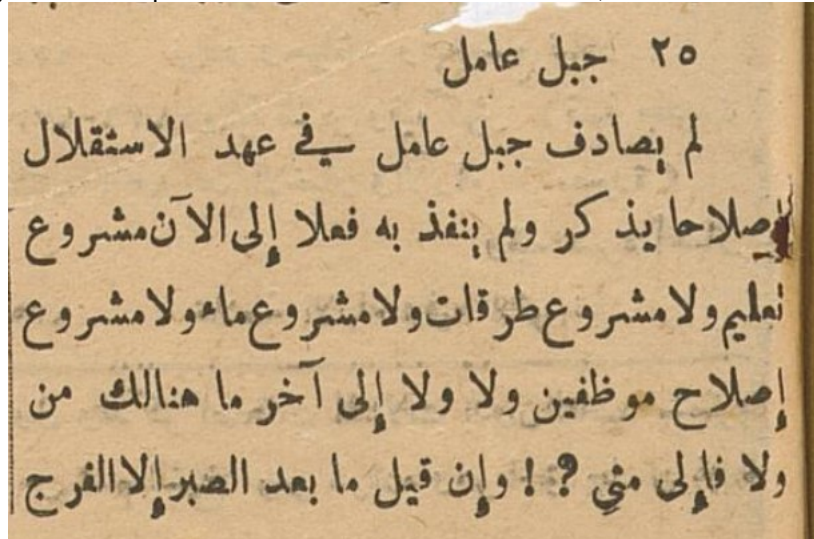 ٢٥ جبل عامل
لم يصادف جبل عامل في عهد الاستقلال
إصلاحا يذكر ولم ينفذ به فعلا إلى الآن مشروع
تعليم ولا مشروع طرقات ولا مشروع ماء ولا مشروع
إصلاح موظفين ولا ولا إلى آخر ما هنالك من
ولا فإلى متى ? ! وإن قيل ما بعد الصبر إلا الفرج